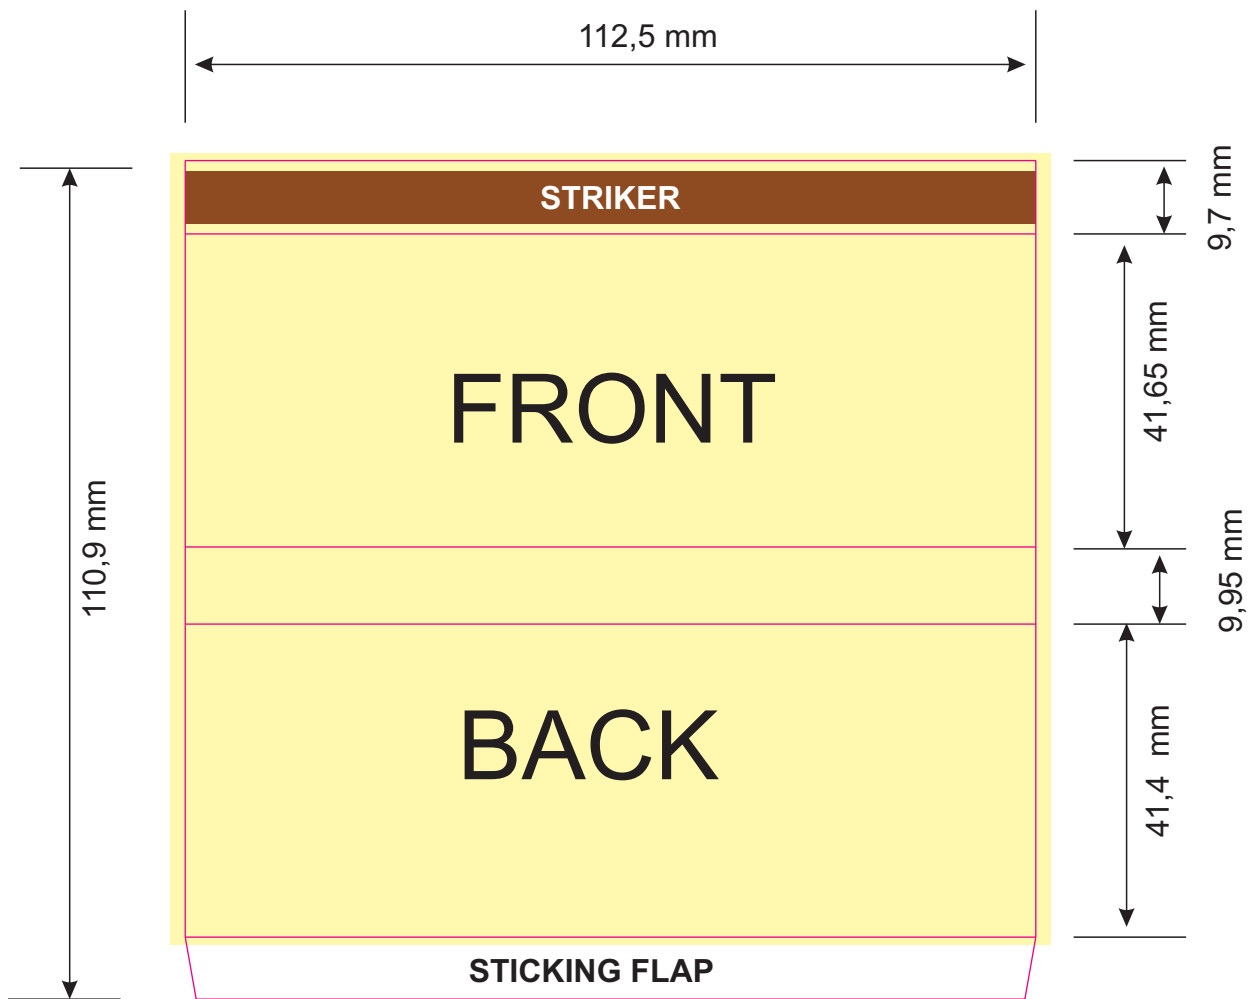 112,5 mm
STRIKER
9,7 mm
FRONT
41,65 mm
110,9 mm
9,95 mm
BACK
41,4 mm
STICKING FLAP